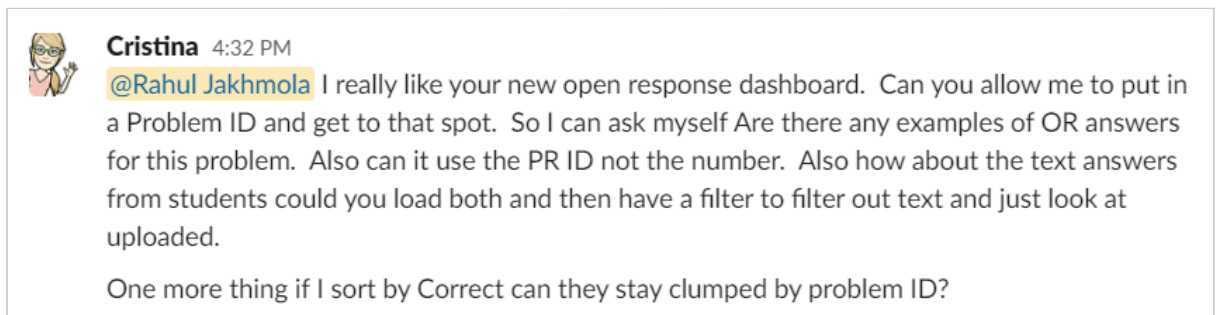 Cristina 4:32 PM
@Rahul Jakhmola I really like your new open response dashboard.  Can you allow me to put in
a Problem ID and get to that spot.  So I can ask myself Are there any examples of OR answers
for this problem.  Also can it use the PR ID not the number.  Also how about the text answers
from students could you load both and then have a filter to filter out text and just look at
uploaded.
One more thing if I sort by Correct can they stay clumped by problem ID?